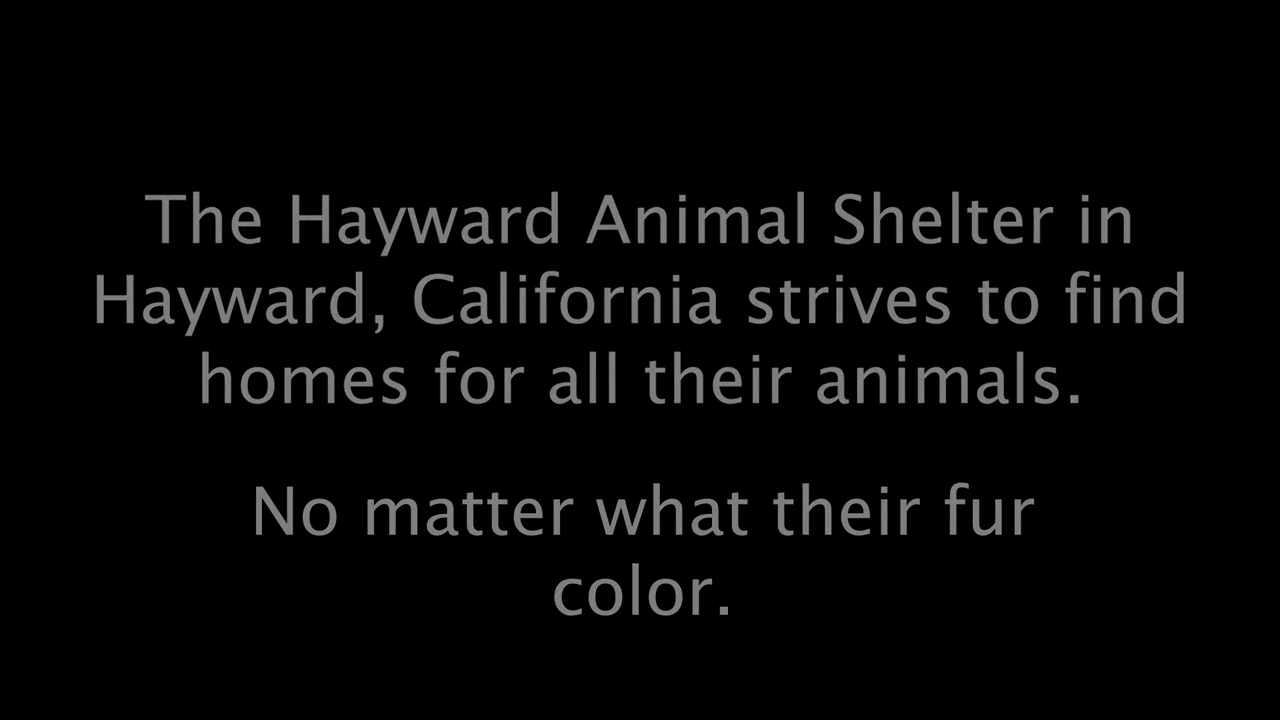 The Hayward Animal Shelter in
Hayward, California strives to find
homes for all their animals.
No matter what their fur
color.